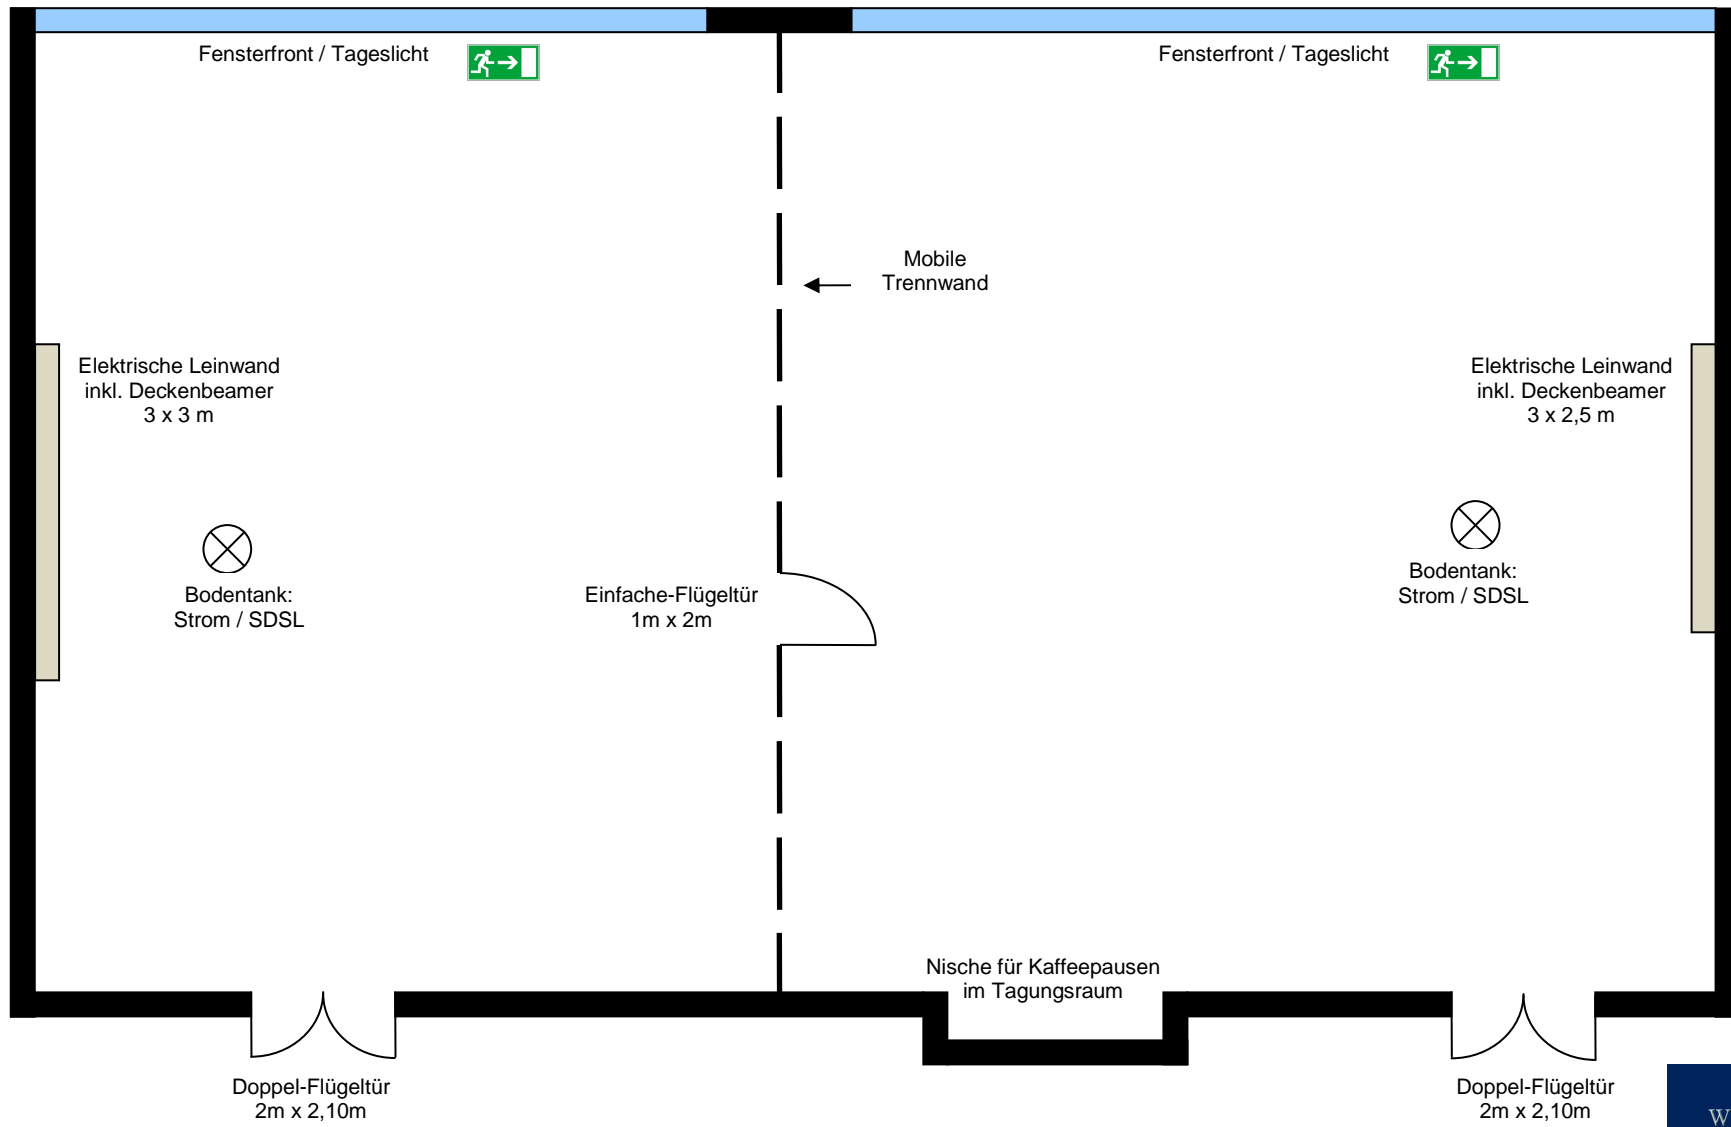 Fensterfront / Tageslicht
Fensterfront / Tageslicht
Mobile
Trennwand
Elektrische Leinwand
inkl. Deckenbeamer
3 x 3 m
Elektrische Leinwand
inkl. Deckenbeamer
3 x 2,5 m
Bodentank:
Strom / SDSL
Einfache-Flügeltür
1m x 2m
Bodentank:
Strom / SDSL
Nische für Kaffeepausen
im Tagungsraum
Doppel-Flügeltür
2m x 2,10m
Doppel-Flügeltür
2m x 2,10m
W